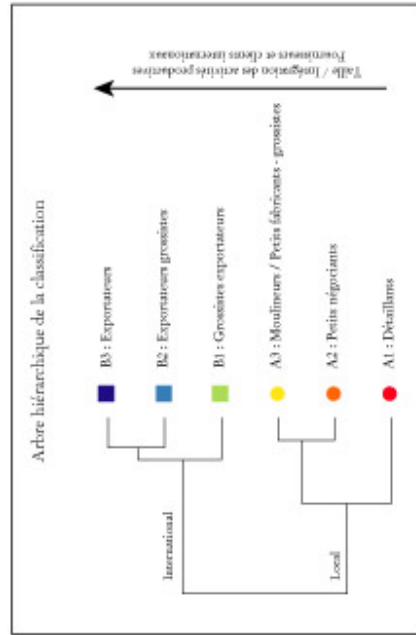 Arbre hiérarchique de la classification
International
B3 : Exportateurs
B2 : Exportateurs grossistes
B1 : Grossistes exportateurs
Local
A3 : Moulineurs / Petits fabricants - grossistes
A2 : Petits négociants
A1 : Détaillants
Taille / Intégration des activités productives
Fournisseurs et clients internationaux